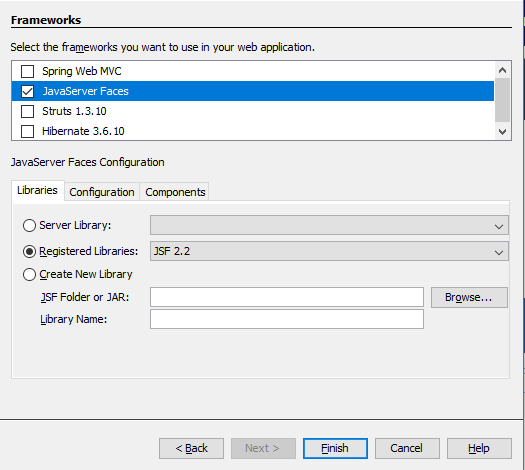 Frameworks
Select the frameworks you want to use in your web application.
Spring Web MVC
JavaServer Faces
Struts 1.3.10
Hibernate 3.6.10
JavaServer Faces Configuration
Libraries Configuration Components
Server Library:
Registered Libraries: JSF 2.2
Create New Library
JSF Folder or JAR: Browse...
Library Name:
< Back Next > Finish Cancel Help